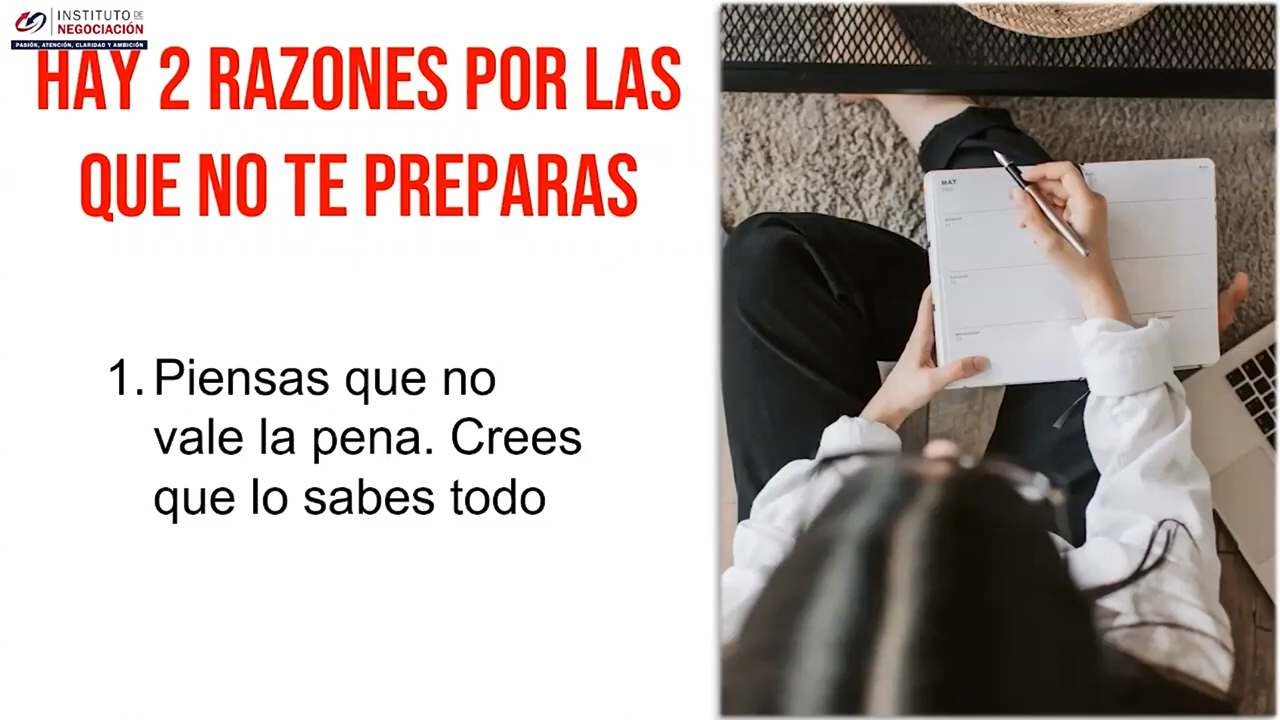 INSTITUTO DE
NEGOCIACIÓN
PASIÓN, ATENCIÓN, CLARIDAD Y AMBICIÓN
HAY 2 RAZONES POR LAS
QUE NO TE PREPARAS
1. Piensas que no
vale la pena. Crees
que lo sabes todo
MAY